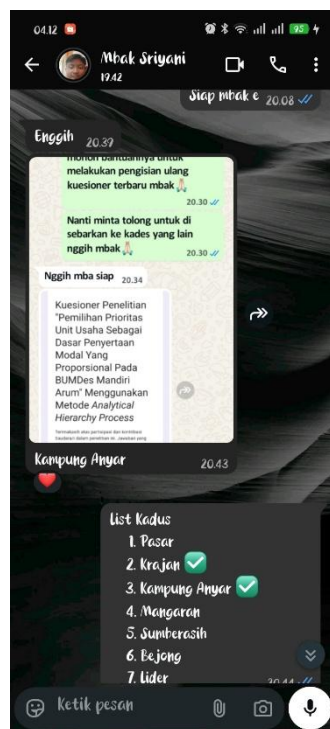 04.12
95
Mbak Sriyani
19.42
Siap mbak e 20.08
Enggih 20.39
mohon bantuannya untuk
melakukan pengisian ulang
kuesioner terbaru mbak
20.30
Nanti minta tolong untuk di
sebarkan ke kades yang lain
nggih mbak
20.30
Nggih mba siap 20.34
Kuesioner Penelitian
"Pemilihan Prioritas
Unit Usaha Sebagai
Dasar Penyertaan
Modal Yang
Proporsional Pada
BUMDes Mandiri
Arum" Menggunakan
Metode Analytical
Hierarchy Process
Kampung Anyar 20.43
List Kadus
1. Pasar
2. Krajan
3. Kampung Anyar
4. Mangaran
5. Sumberasih
6. Bejong
7. Lider
20.44
Ketik pesan